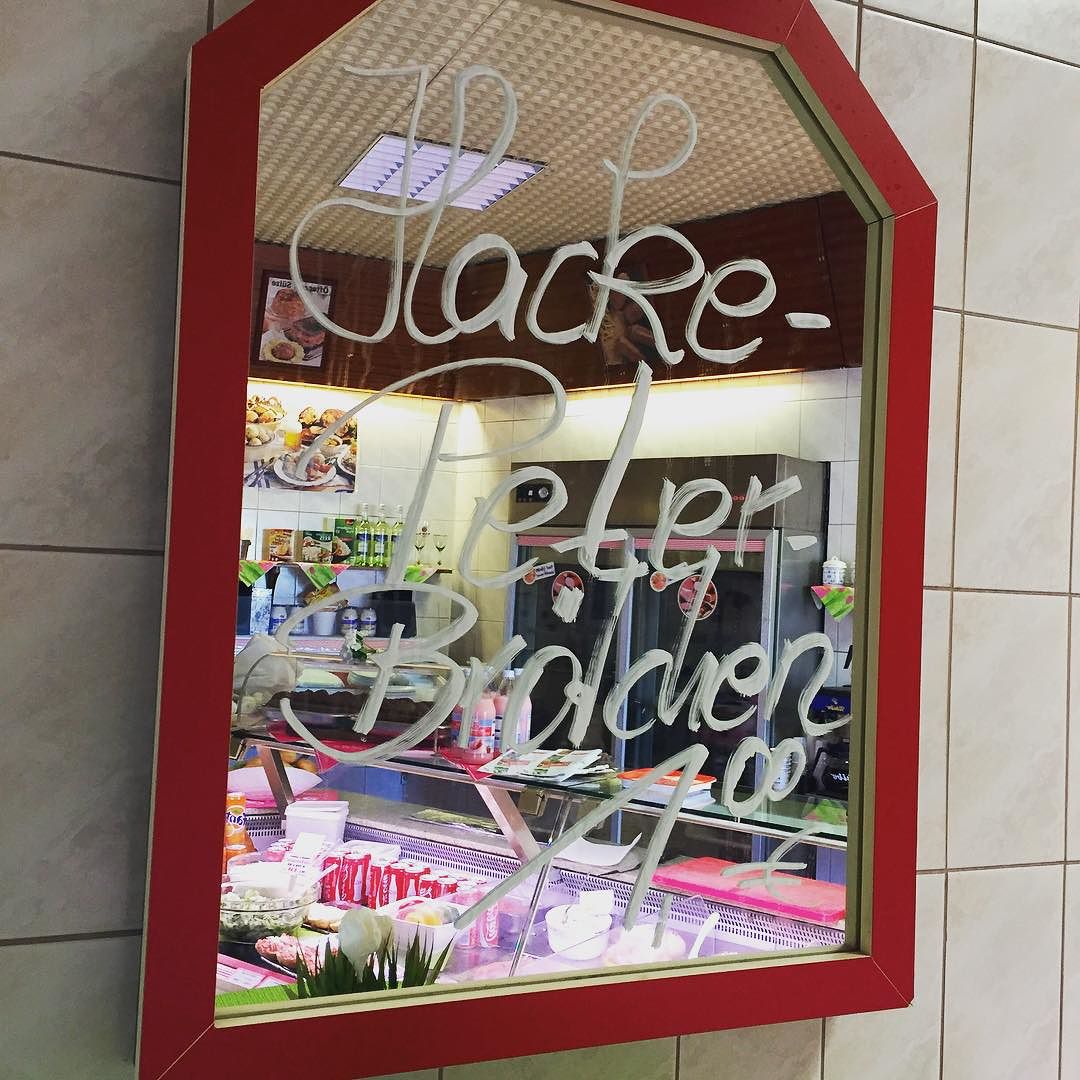 Hacke-
Peter-
Brötchen
1,00 €